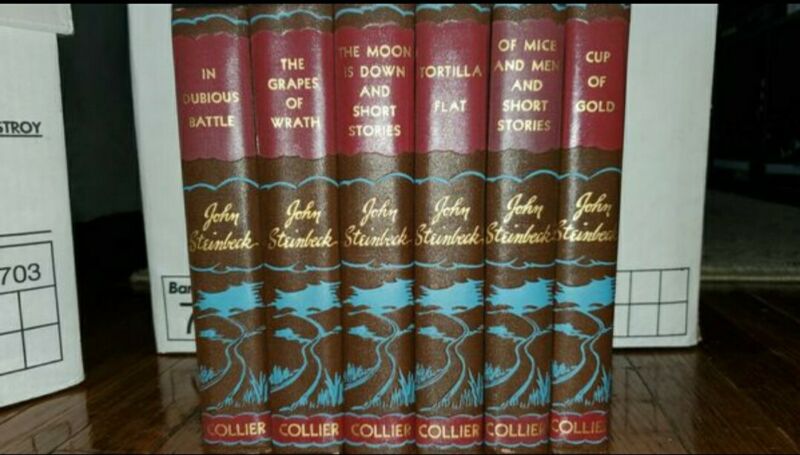 IN
DUBIOUS
BATTLE
John
Steinbeck
COLLIER
THE
GRAPES
OF
WRATH
John
Steinbeck
COLLIER
THE MOON
IS DOWN
AND
SHORT
STORIES
John
Steinbeck
COLLIER
TORTILLA
FLAT
John
Steinbeck
COLLIER
OF MICE
AND MEN
AND
SHORT
STORIES
John
Steinbeck
COLLIER
CUP
OF
GOLD
John
Steinbeck
COLLIER
STROY
703
Ban